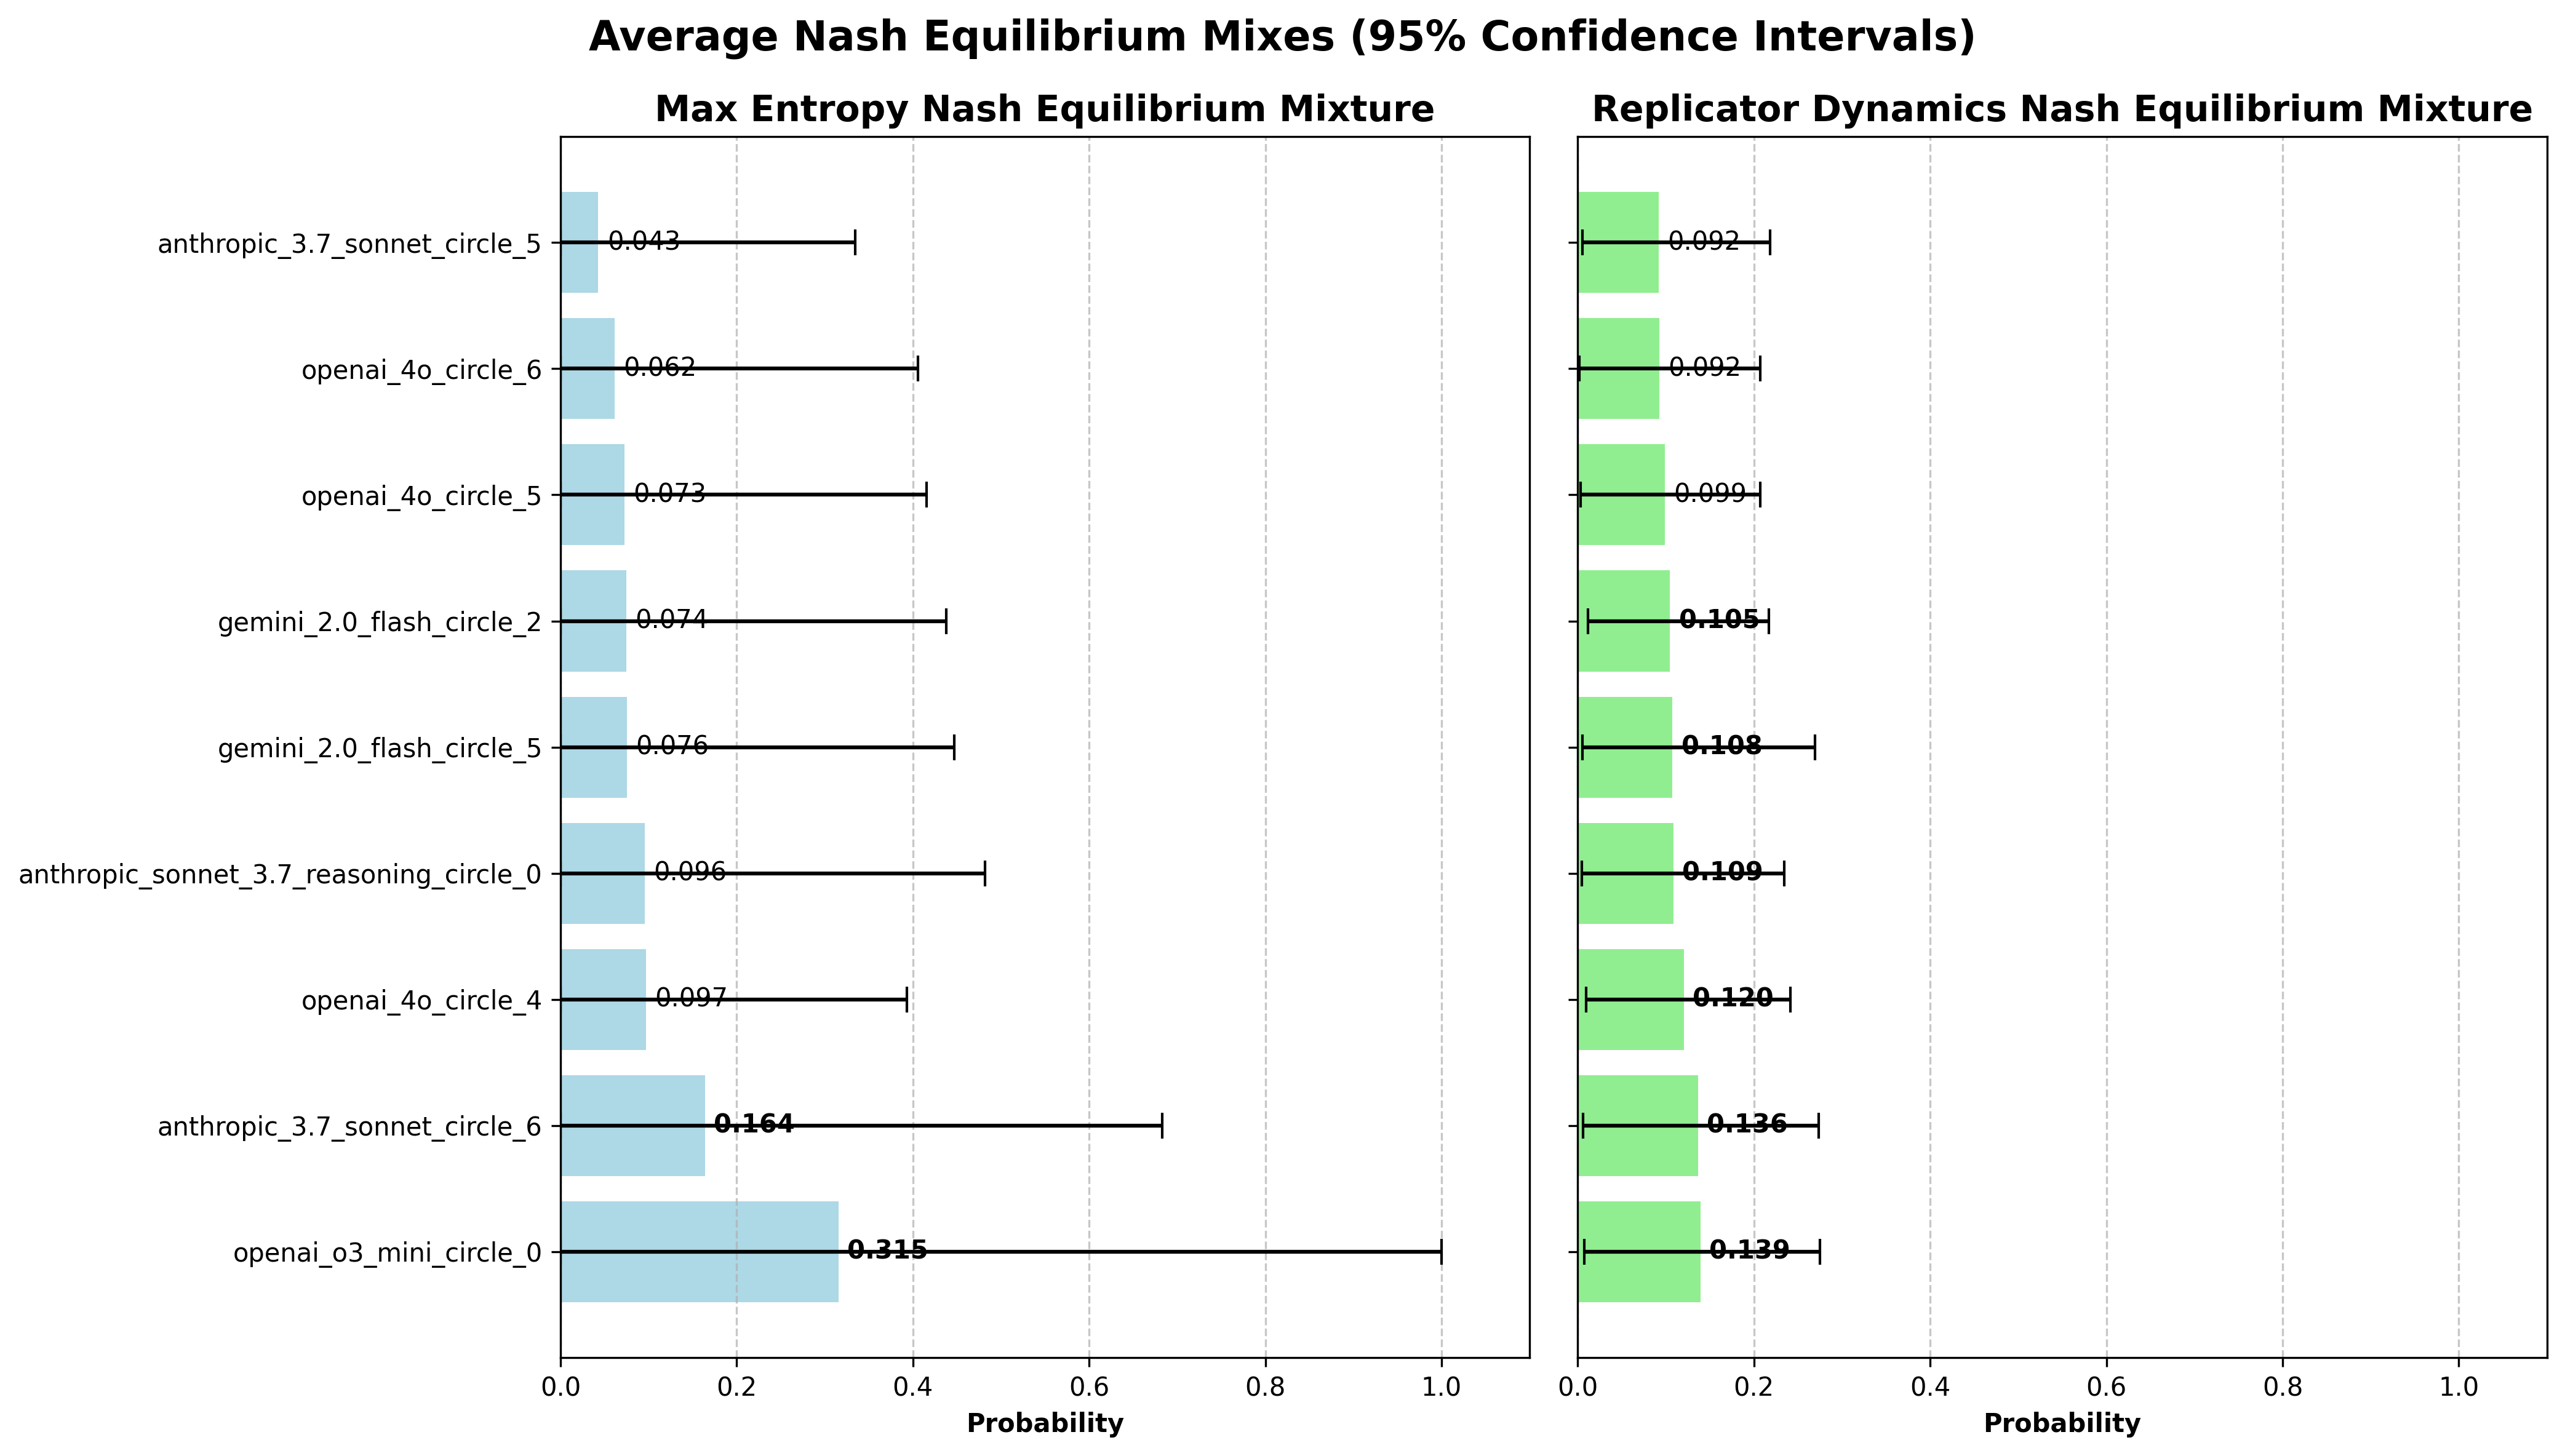 Average Nash Equilibrium Mixes (95% Confidence Intervals)
Max Entropy Nash Equilibrium Mixture
Replicator Dynamics Nash Equilibrium Mixture
anthropic_3.7_sonnet_circle_5 0.043 0.092
openai_4o_circle_6 0.062 0.092
openai_4o_circle_5 0.073 0.099
gemini_2.0_flash_circle_2 0.074 0.105
gemini_2.0_flash_circle_5 0.076 0.108
anthropic_sonnet_3.7_reasoning_circle_0 0.096 0.109
openai_4o_circle_4 0.097 0.120
anthropic_3.7_sonnet_circle_6 0.164 0.136
openai_o3_mini_circle_0 0.315 0.139
0.0 0.2 0.4 0.6 0.8 1.0 0.0 0.2 0.4 0.6 0.8 1.0
Probability Probability